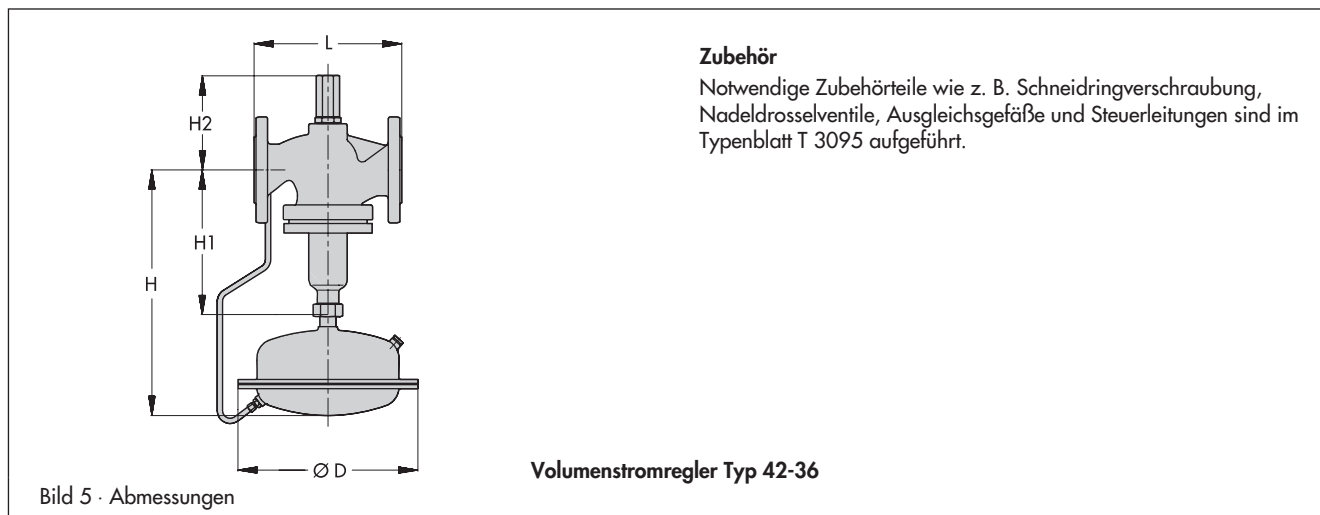 L
H2
H1
H
Ø D
Zubehör
Notwendige Zubehörteile wie z. B. Schneidringverschraubung,
Nadeldrosselventile, Ausgleichsgefäße und Steuerleitungen sind im
Typenblatt T 3095 aufgeführt.
Volumenstromregler Typ 42-36
Bild 5 · Abmessungen